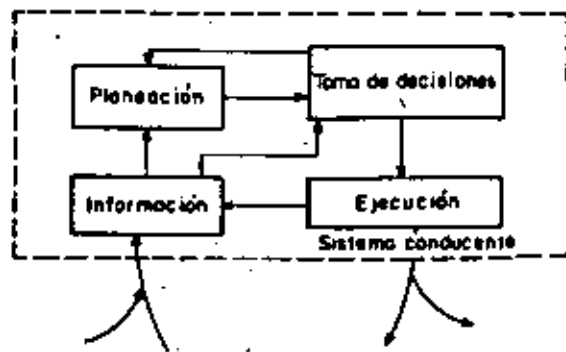 Planeación
Toma de decisiones
Información
Ejecución
Sistema conducente